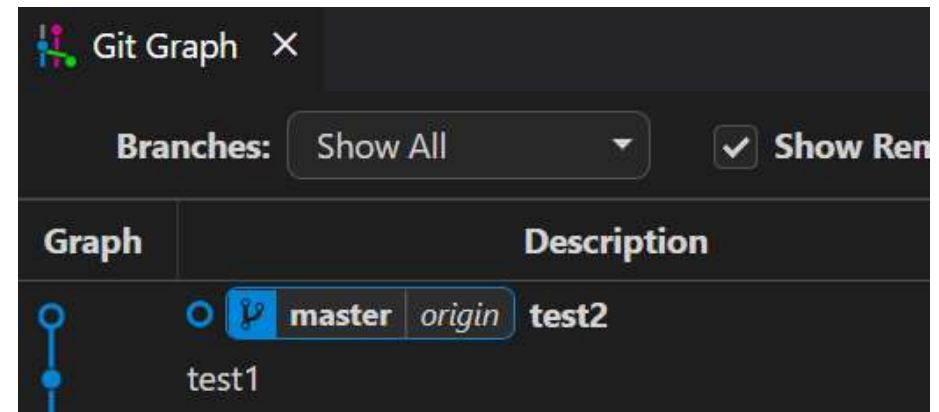 Git Graph
Branches: Show All Show Rem
Graph Description
master origin test2
test1